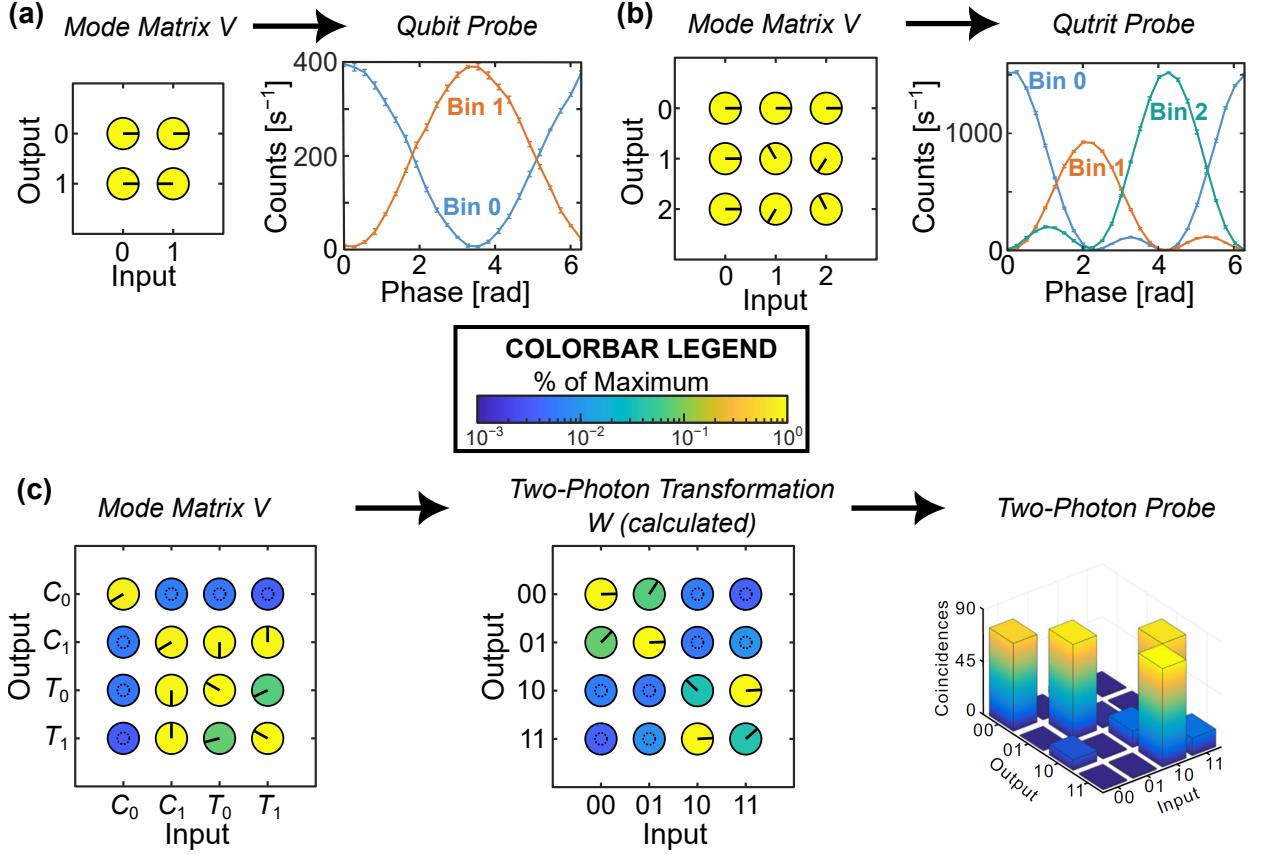 (a)
Mode Matrix V
Qubit Probe
Output
0
1
0 1
Input
Counts [s⁻¹]
400
200
0
Bin 1
Bin 0
0 2 4 6
Phase [rad]
(b)
Mode Matrix V
Qutrit Probe
Output
0
1
2
0 1 2
Input
Counts [s⁻¹]
1000
0
Bin 0
Bin 2
Bin 1
0 2 4 6
Phase [rad]
COLORBAR LEGEND
% of Maximum
10⁻³ 10⁻² 10⁻¹ 10⁰
(c)
Mode Matrix V
Output
C₀
C₁
T₀
T₁
C₀ C₁ T₀ T₁
Input
Two-Photon Transformation
W (calculated)
Output
00
01
10
11
00 01 10 11
Input
Two-Photon Probe
Coincidences
90
45
0
00
01
10
11
Output
00
01
10
11
Input